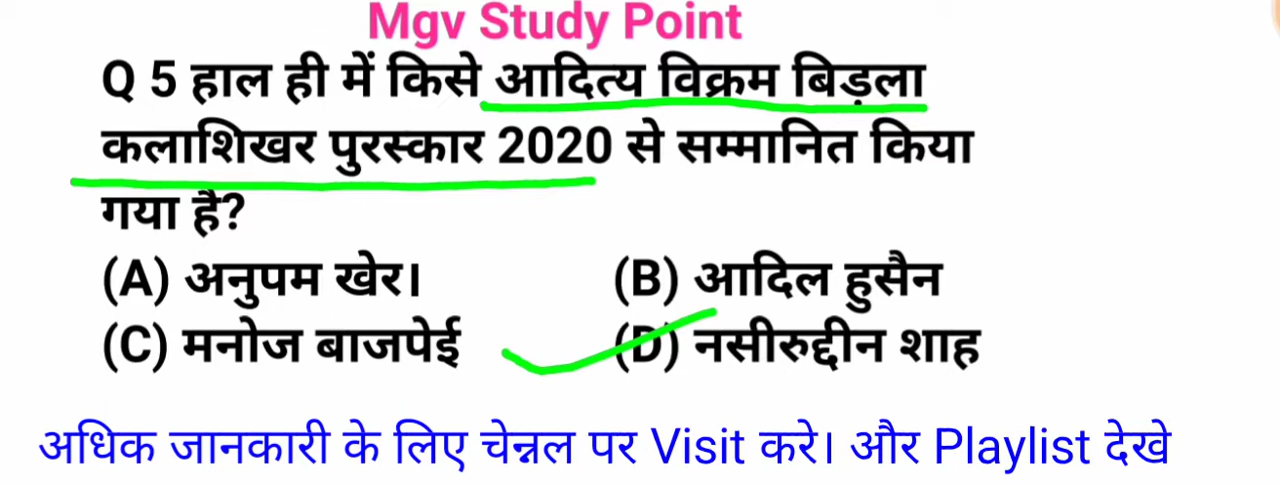 Mgv Study Point
Q 5 हाल ही में किसे आदित्य विक्रम बिड़ला
कलाशिखर पुरस्कार 2020 से सम्मानित किया
गया है?
(A) अनुपम खेर। (B) आदिल हुसैन
(C) मनोज बाजपेई (D) नसीरुद्दीन शाह
अधिक जानकारी के लिए चेन्नल पर Visit करे। और Playlist देखे